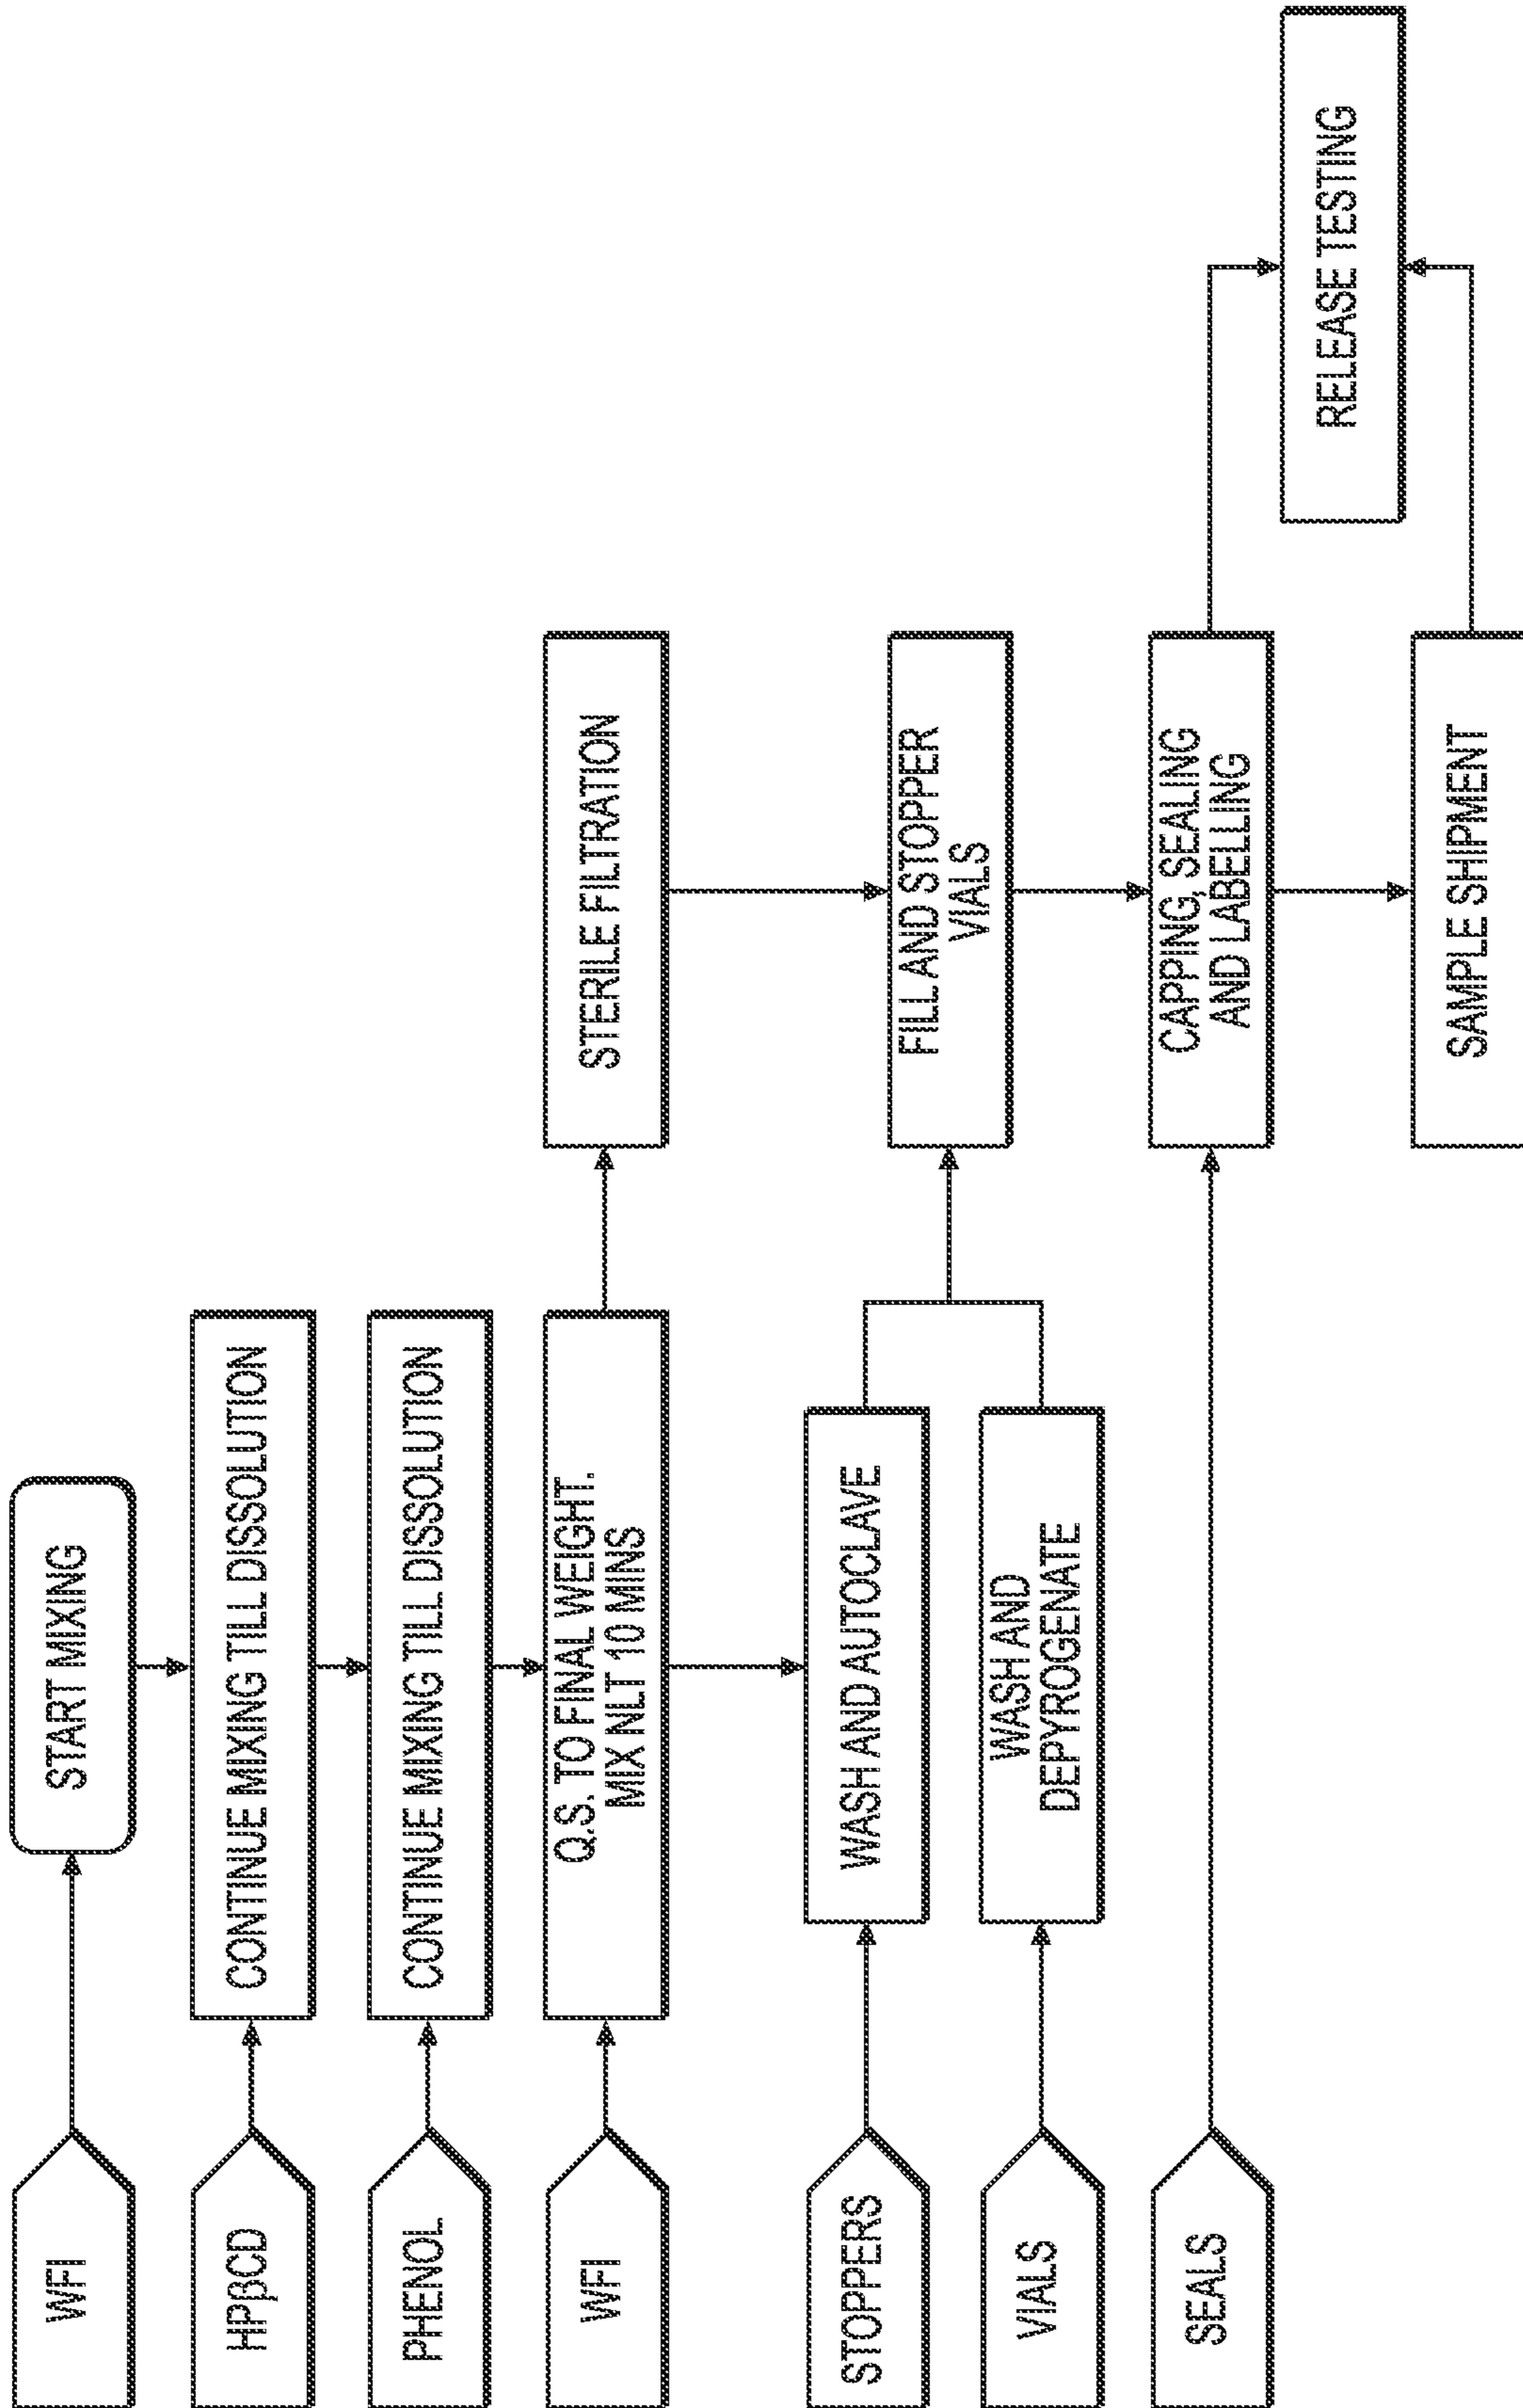 WFI
START MIXING
HPβCD
CONTINUE MIXING TILL DISSOLUTION
PHENOL
CONTINUE MIXING TILL DISSOLUTION
WFI
Q.S. TO FINAL WEIGHT.
MIX NLT 10 MINS
STERILE FILTRATION
STOPPERS
WASH AND AUTOCLAVE
VIALS
WASH AND
DEPYROGENATE
FILL AND STOPPER
VIALS
SEALS
CAPPING, SEALING
AND LABELLING
SAMPLE SHIPMENT
RELEASE TESTING